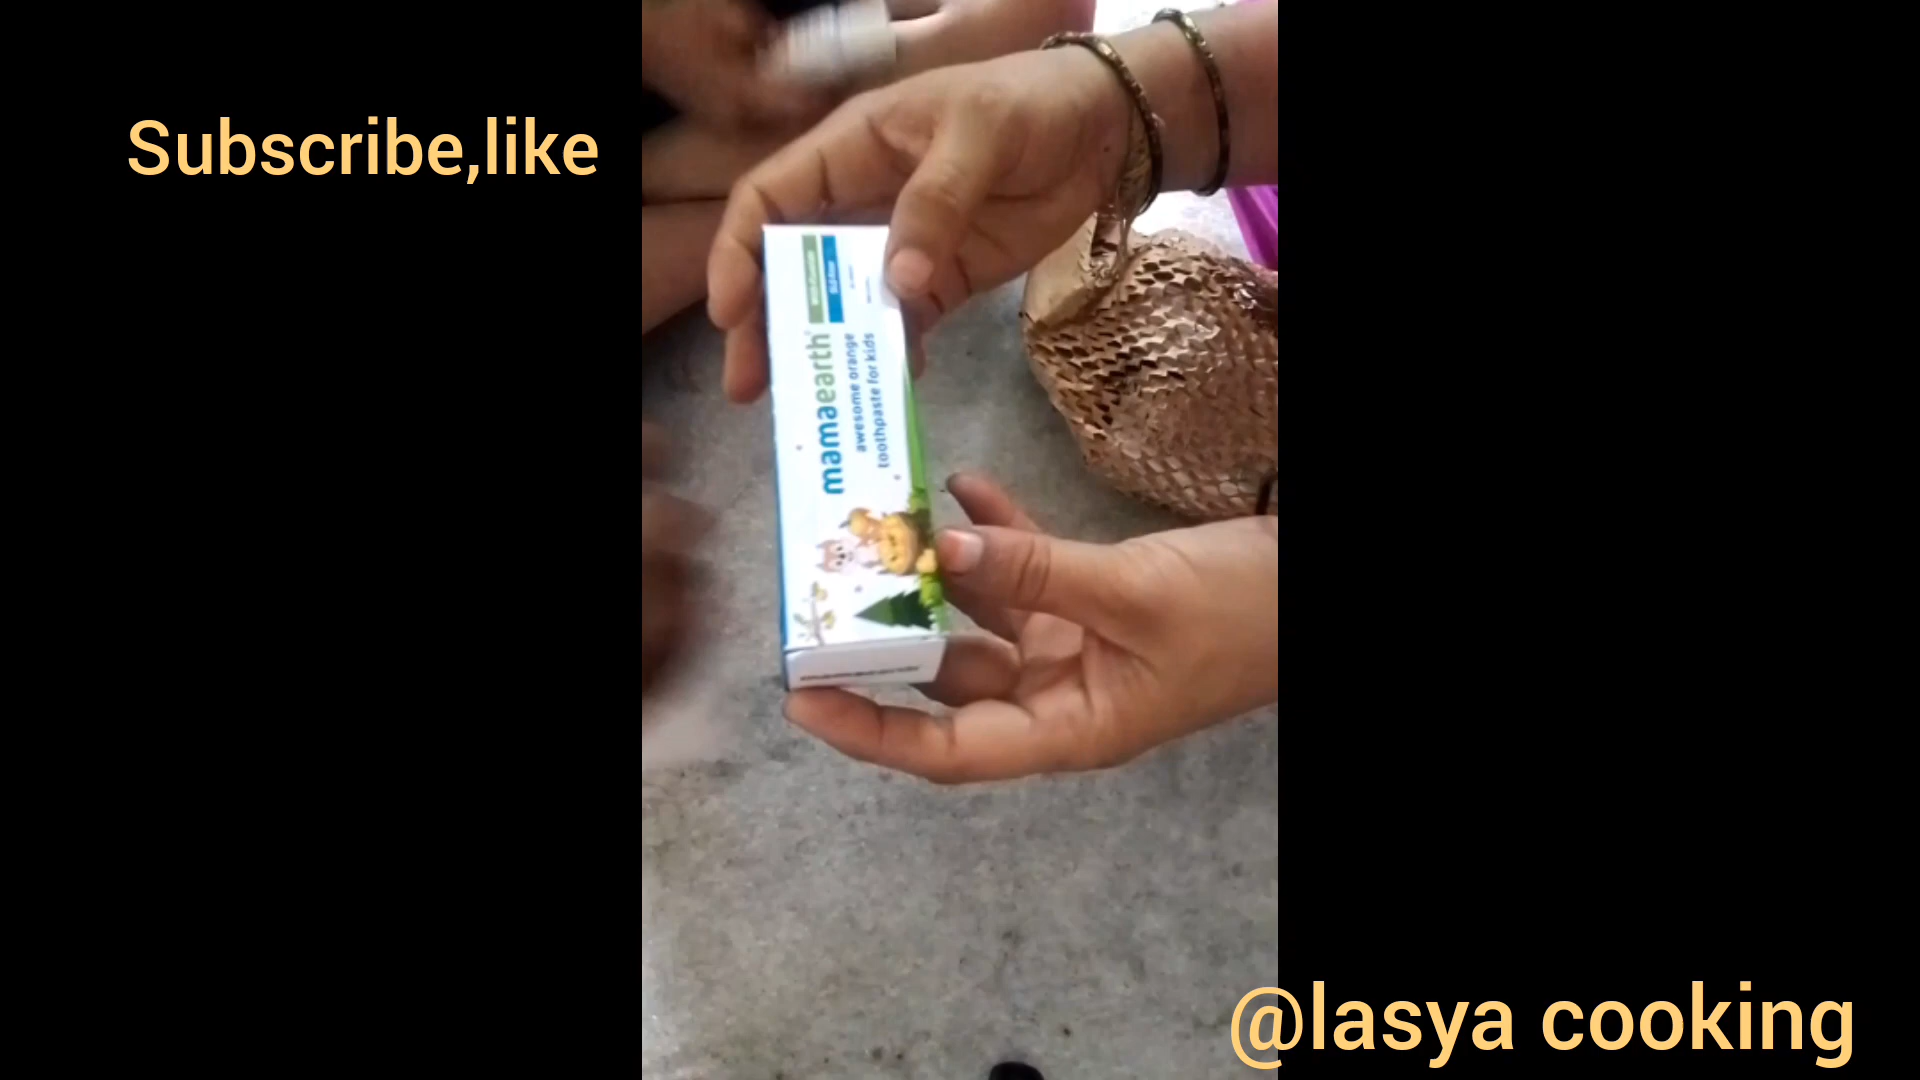 Subscribe,like
mamaearth
awesome orange
toothpaste for kids
@lasya cooking